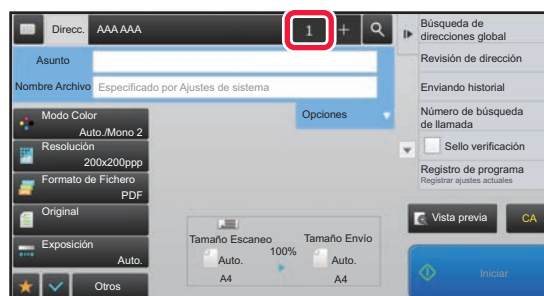 Direcc. AAA AAA 1 +
Asunto
Nombre Archivo Especificado por Ajustes de sistema
Modo Color
Auto./Mono 2
Resolución
200x200ppp
Formato de Fichero
PDF
Original
Exposición
Auto.
Otros
Opciones
Tamaño Escaneo
Auto.
A4
100%
Tamaño Envío
Auto.
A4
Búsqueda de
direcciones global
Revisión de dirección
Enviando historial
Número de búsqueda
de llamada
Sello verificación
Registro de programa
Registrar ajustes actuales
Vista previa
CA
Iniciar